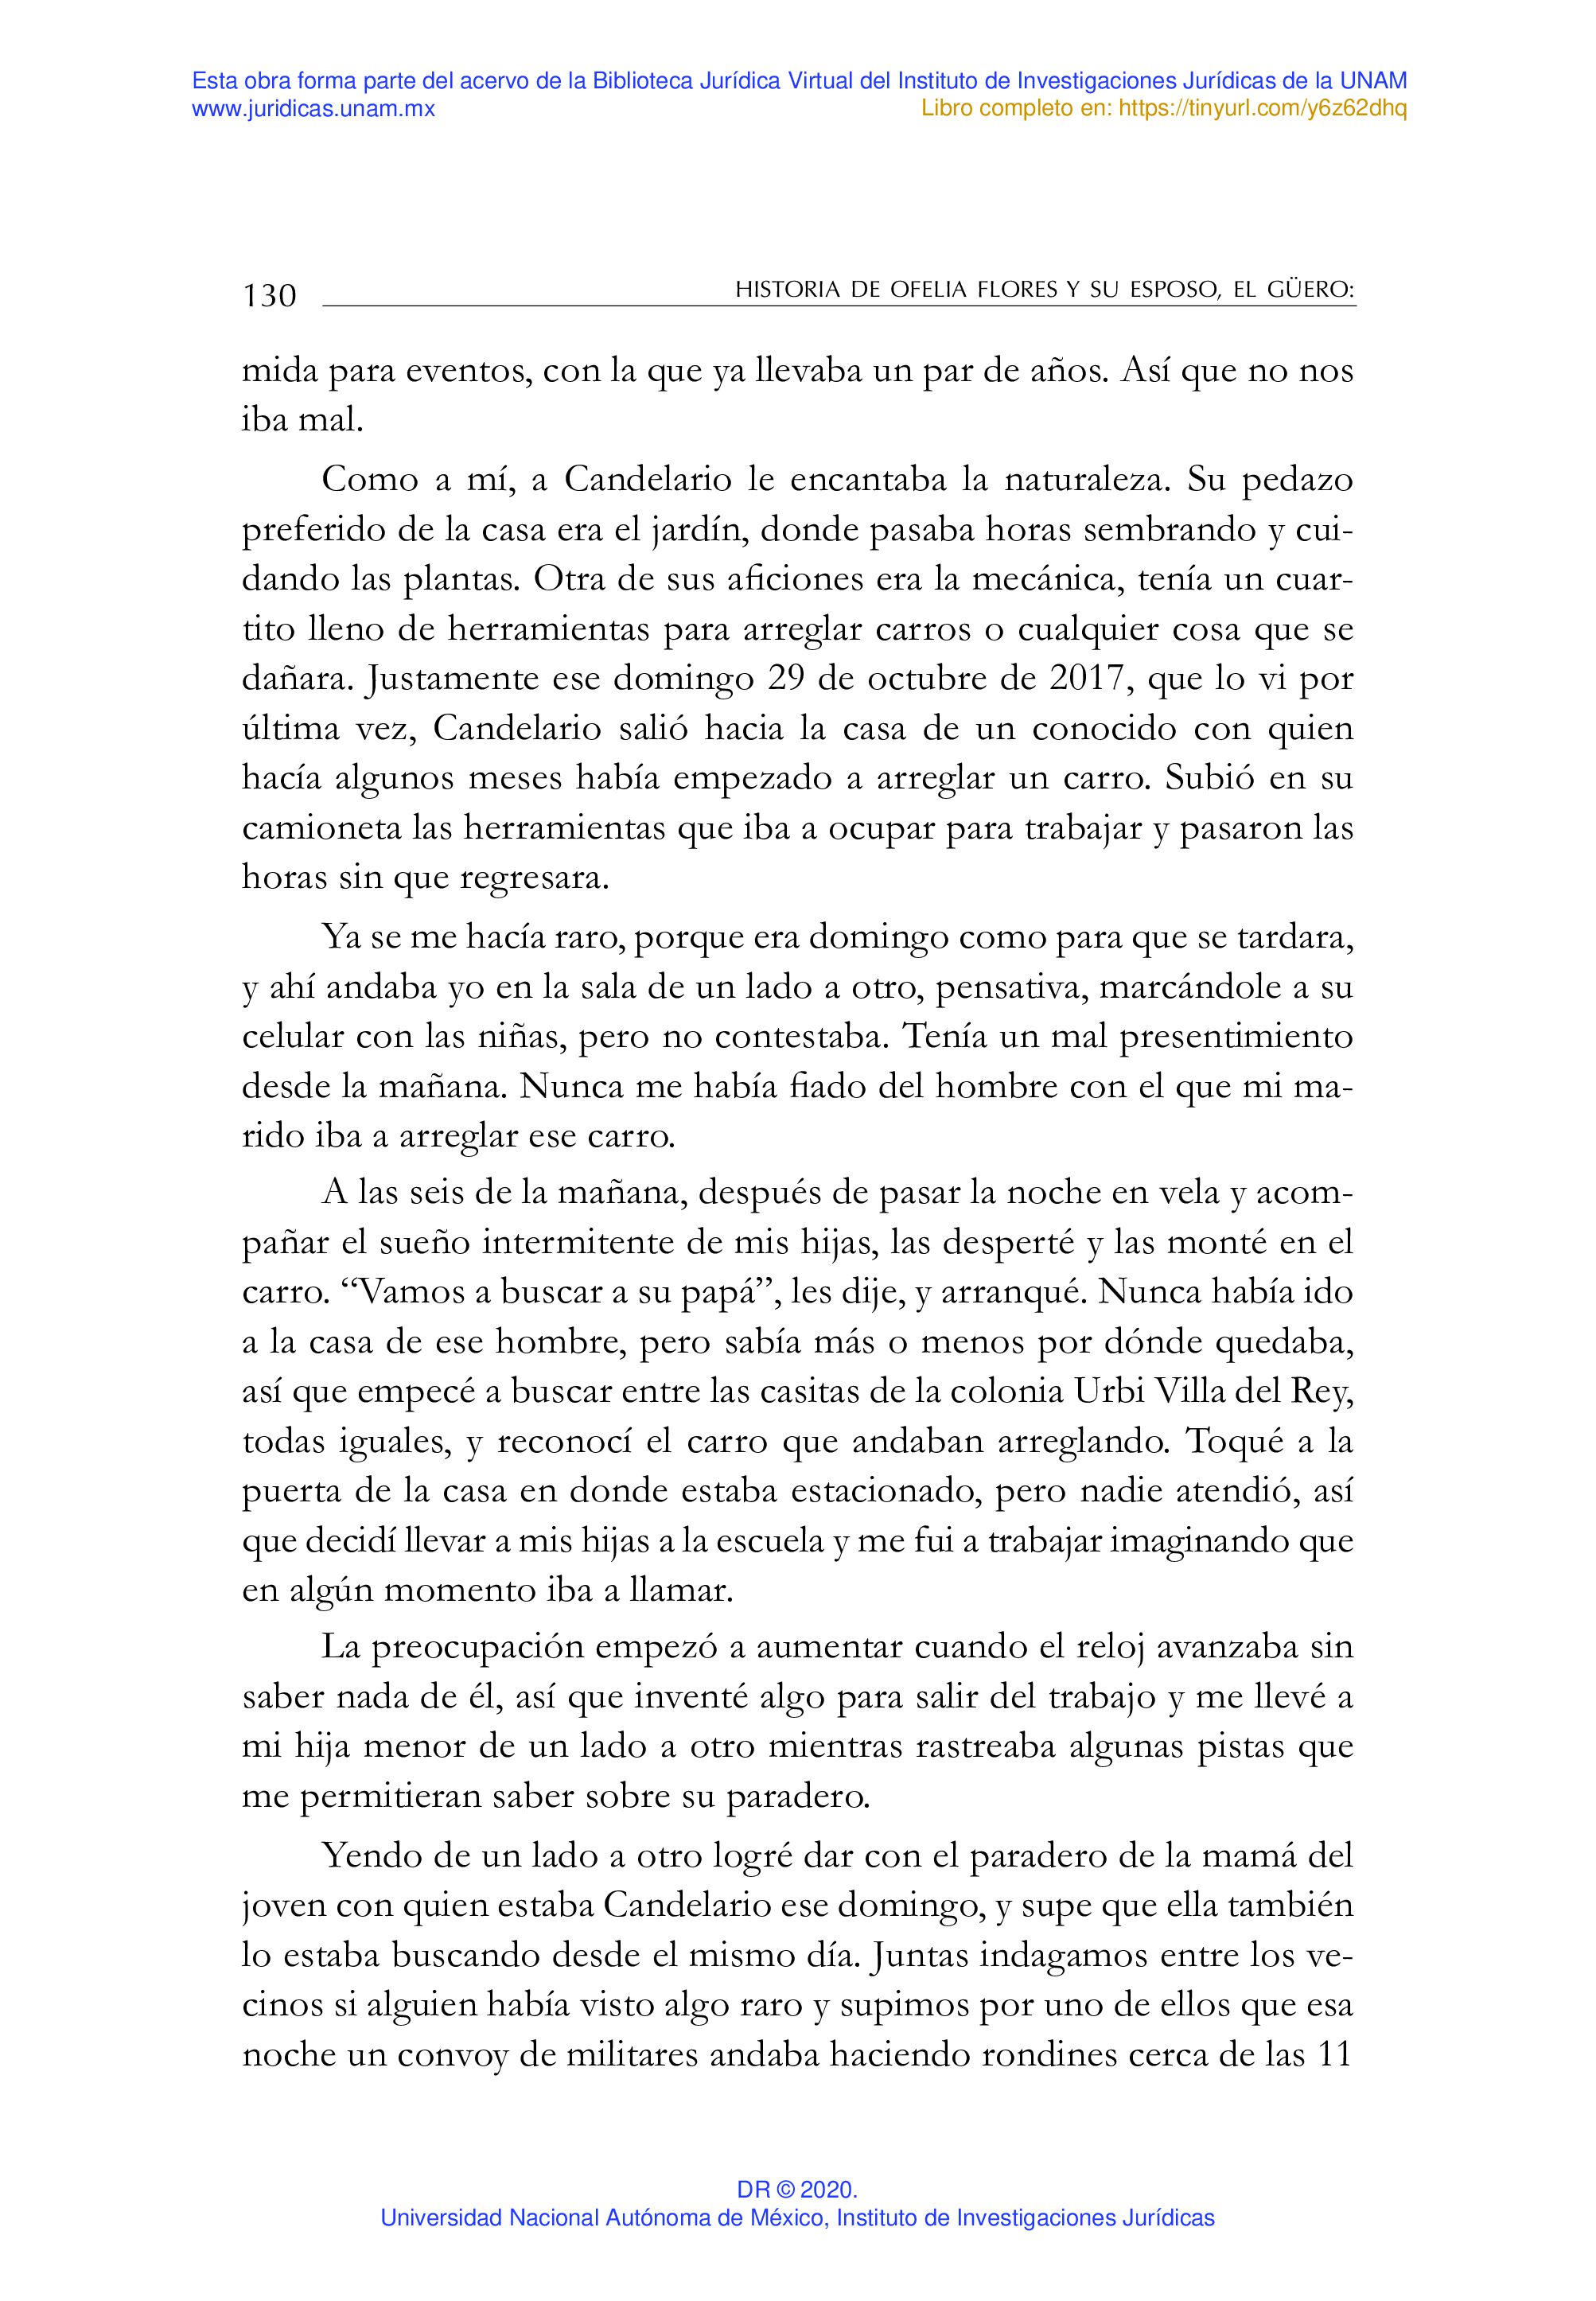 Esta obra forma parte del acervo de la Biblioteca Jurídica Virtual del Instituto de Investigaciones Jurídicas de la UNAM
www.juridicas.unam.mx
Libro completo en: https://tinyurl.com/y6z62dhq
130
HISTORIA DE OFELIA FLORES Y SU ESPOSO, EL GÜERO:
mida para eventos, con la que ya llevaba un par de años. Así que no nos
iba mal.
Como a mí, a Candelario le encantaba la naturaleza. Su pedazo
preferido de la casa era el jardín, donde pasaba horas sembrando y cui-
dando las plantas. Otra de sus aficiones era la mecánica, tenía un cuar-
tito lleno de herramientas para arreglar carros o cualquier cosa que se
dañara. Justamente ese domingo 29 de octubre de 2017, que lo vi por
última vez, Candelario salió hacia la casa de un conocido con quien
hacía algunos meses había empezado a arreglar un carro. Subió en su
camioneta las herramientas que iba a ocupar para trabajar y pasaron las
horas sin que regresara.
Ya se me hacía raro, porque era domingo como para que se tardara,
y ahí andaba yo en la sala de un lado a otro, pensativa, marcándole a su
celular con las niñas, pero no contestaba. Tenía un mal presentimiento
desde la mañana. Nunca me había fiado del hombre con el que mi ma-
rido iba a arreglar ese carro.
A las seis de la mañana, después de pasar la noche en vela y acom-
pañar el sueño intermitente de mis hijas, las desperté y las monté en el
carro. “Vamos a buscar a su papá”, les dije, y arranqué. Nunca había ido
a la casa de ese hombre, pero sabía más o menos por dónde quedaba,
así que empecé a buscar entre las casitas de la colonia Urbi Villa del Rey,
todas iguales, y reconocí el carro que andaban arreglando. Toqué a la
puerta de la casa en donde estaba estacionado, pero nadie atendió, así
que decidí llevar a mis hijas a la escuela y me fui a trabajar imaginando que
en algún momento iba a llamar.
La preocupación empezó a aumentar cuando el reloj avanzaba sin
saber nada de él, así que inventé algo para salir del trabajo y me llevé a
mi hija menor de un lado a otro mientras rastreaba algunas pistas que
me permitieran saber sobre su paradero.
Yendo de un lado a otro logré dar con el paradero de la mamá del
joven con quien estaba Candelario ese domingo, y supe que ella también
lo estaba buscando desde el mismo día. Juntas indagamos entre los ve-
cinos si alguien había visto algo raro y supimos por uno de ellos que esa
noche un convoy de militares andaba haciendo rondines cerca de las 11
DR © 2020.
Universidad Nacional Autónoma de México, Instituto de Investigaciones Jurídicas